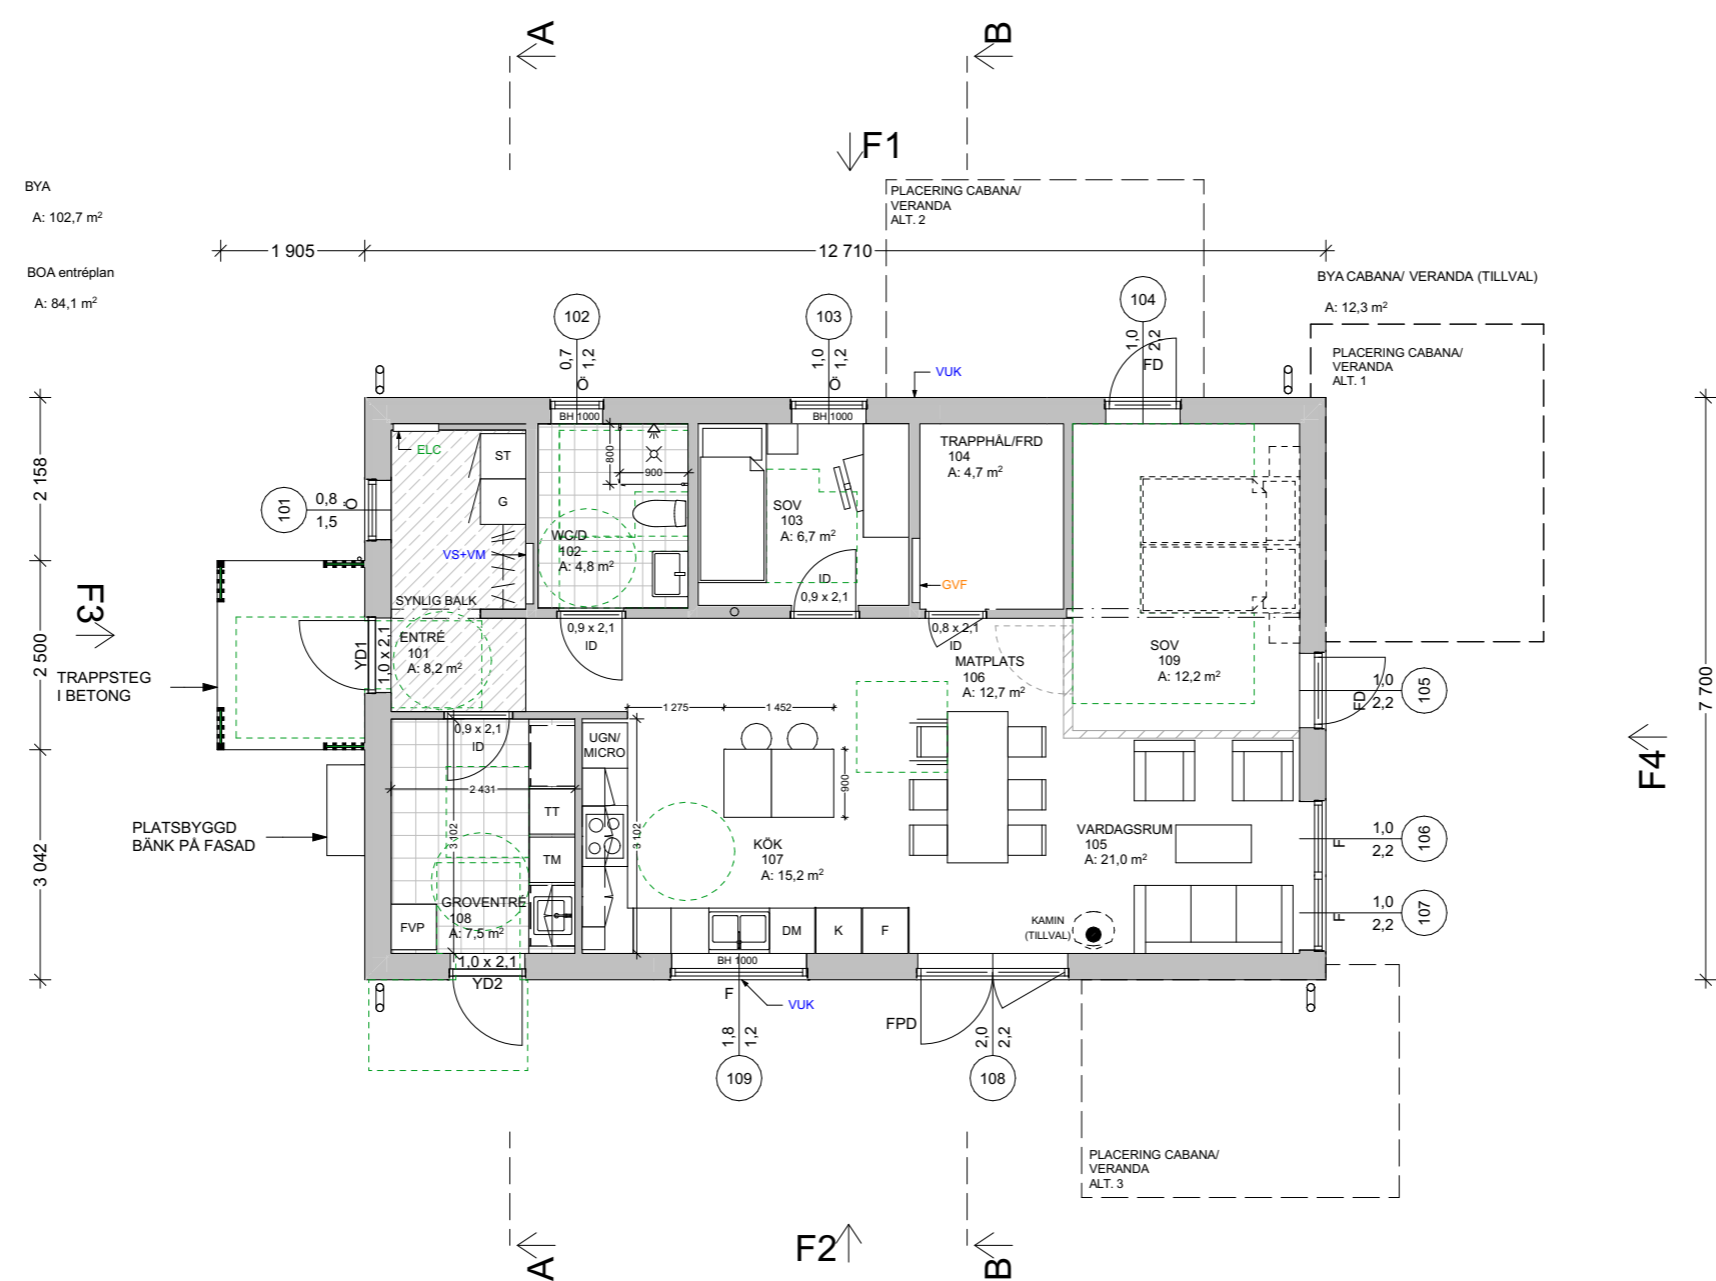 A
B
F1
BYA
A: 102,7 m²
BOA entréplan
A: 84,1 m²
PLACERING CABANA/
VERANDA
ALT. 2
1 905
12 710
BYA CABANA/ VERANDA (TILLVAL)
A: 12,3 m²
PLACERING CABANA/
VERANDA
ALT. 1
102
0,7
1,2
Ö
103
1,0
1,2
Ö
104
1,0
2,2
FD
VUK
BH 1000
BH 1000
2 158
2 500
3 042
7 700
101
0,8
1,5
Ö
ELC
ST
G
VS+VM
SYNLIG BALK
800
900
WC/D
102
A: 4,8 m²
SOV
103
A: 6,7 m²
ID
0,9 x 2,1
TRAPPHÅL/FRD
104
A: 4,7 m²
GVF
0,8 x 2,1
ID
0,9 x 2,1
ID
F3
TRAPPSTEG
I BETONG
YD1
1,0 x 2,1
ENTRÉ
101
A: 8,2 m²
MATPLATS
106
A: 12,7 m²
SOV
109
A: 12,2 m²
1,0
2,2
FD
105
F4
0,9 x 2,1
ID
UGN/
MICRO
1 275
1 452
900
2 431
3 102
3 102
TT
TM
PLATSBYGGD
BÄNK PÅ FASAD
KÖK
107
A: 15,2 m²
VARDAGSRUM
105
A: 21,0 m²
1,0
2,2
F
106
1,0
2,2
F
107
FVP
GROVENTRÉ
108
A: 7,5 m²
DM
K
F
KAMIN
(TILLVAL)
BH 1000
1,0 x 2,1
YD2
F
VUK
1,8
1,2
109
FPD
2,0
2,2
108
PLACERING CABANA/
VERANDA
ALT. 3
A
F2
B